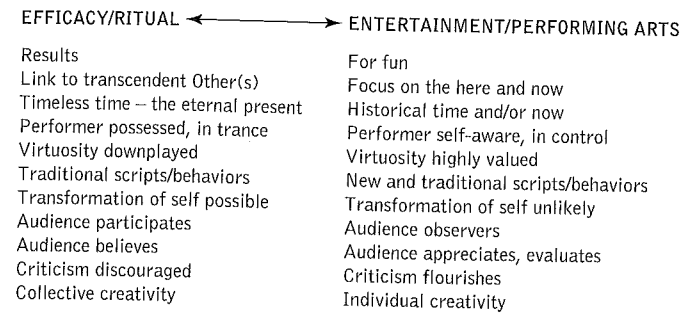 EFFICACY/RITUAL ENTERTAINMENT/PERFORMING ARTS
Results
Link to transcendent Other(s)
Timeless time – the eternal present
Performer possessed, in trance
Virtuosity downplayed
Traditional scripts/behaviors
Transformation of self possible
Audience participates
Audience believes
Criticism discouraged
Collective creativity
For fun
Focus on the here and now
Historical time and/or now
Performer self-aware, in control
Virtuosity highly valued
New and traditional scripts/behaviors
Transformation of self unlikely
Audience observers
Audience appreciates, evaluates
Criticism flourishes
Individual creativity